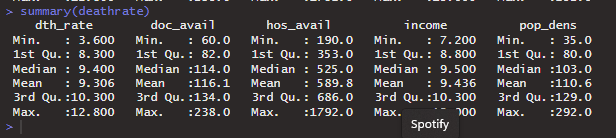 > summary(deathrate)
dth_rate doc_avail hos_avail income pop_dens
Min. : 3.600 Min. : 60.0 Min. : 190.0 Min. : 7.200 Min. : 35.0
1st Qu.: 8.300 1st Qu.: 82.0 1st Qu.: 353.0 1st Qu.: 8.800 1st Qu.: 80.0
Median : 9.400 Median :114.0 Median : 525.0 Median : 9.500 Median :103.0
Mean : 9.306 Mean :116.1 Mean : 589.8 Mean : 9.436 Mean :110.6
3rd Qu.:10.300 3rd Qu.:134.0 3rd Qu.: 686.0 3rd Qu.:10.300 3rd Qu.:129.0
Max. :12.800 Max. :238.0 Max. :1792.0 Max. Max. :292.0
Spotify
>